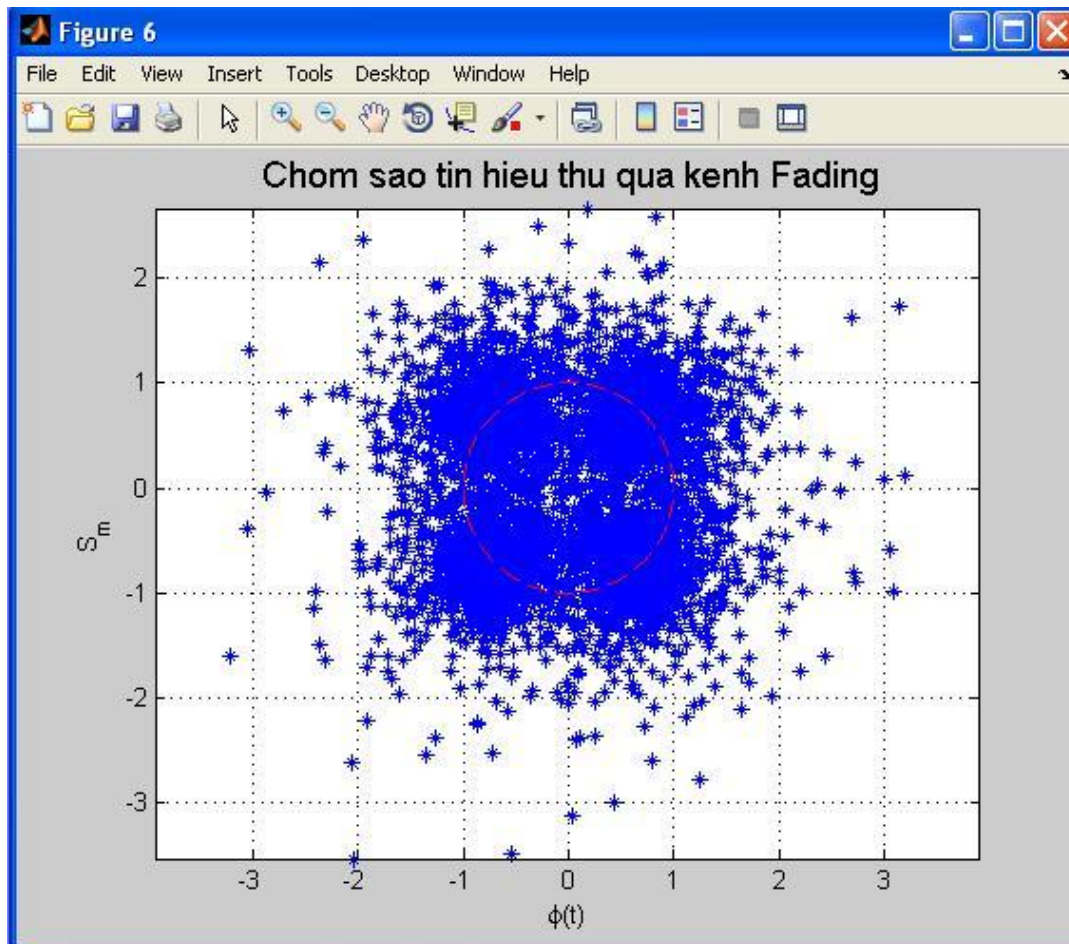 Figure 6
File Edit View Insert Tools Desktop Window Help
Chom sao tin hieu thu qua kenh Fading
2
1
0
-1
-2
-3
S_m
-3 -2 -1 0 1 2 3
ϕ(t)